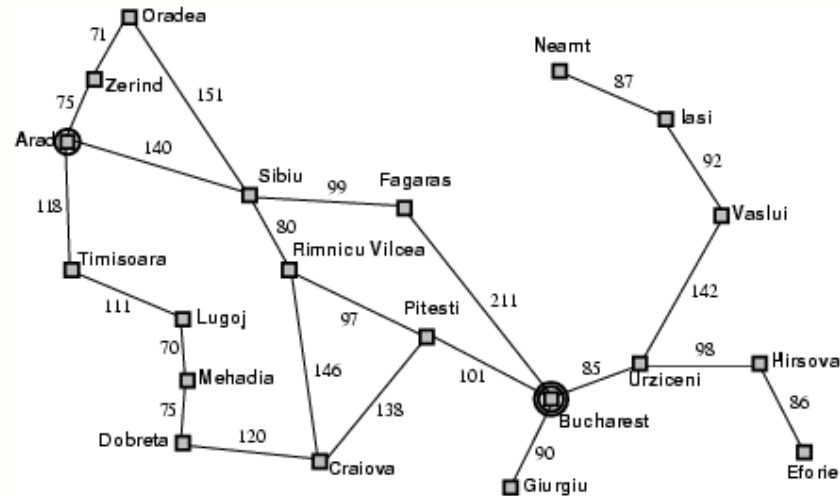 Oradea
71
Neamt
Zerind
87
75
151
Iasi
Arad
140
92
Sibiu
99
Fagaras
118
Vaslui
80
Timisoara
Rimnicu Vilcea
142
111
Lugoj
97
Pitesti
211
70
98
Hirsova
146
101
85
Urziceni
Mehadia
75
138
86
120
Bucharest
Dobreta
90
Craiova
Eforie
Giurgiu